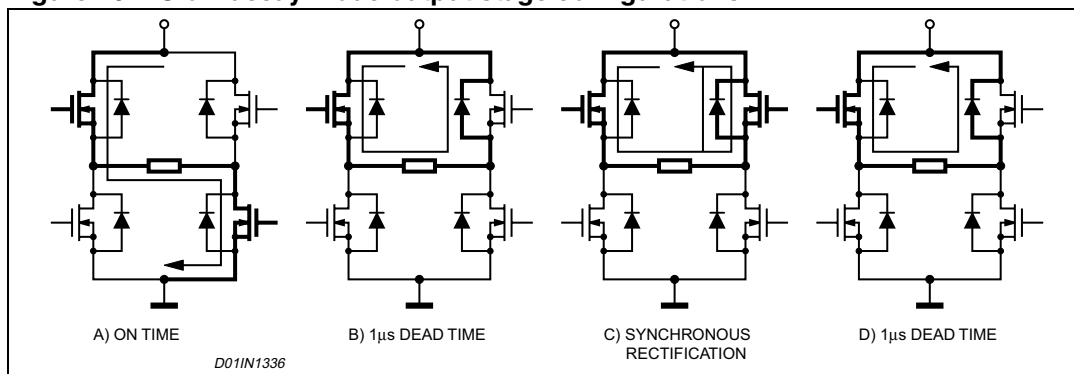 A) ON TIME
B) 1µs DEAD TIME
C) SYNCHRONOUS
RECTIFICATION
D) 1µs DEAD TIME
D01IN1336